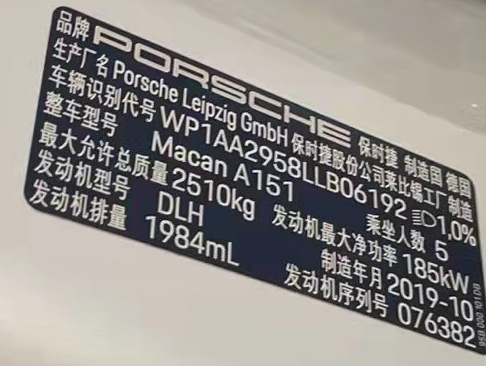 品牌 PORSCHE 保时捷 制造国 德国
生产厂名 Porsche Leipzig GmbH 保时捷股份公司莱比锡工厂制造
车辆识别代号 WP1AA2958LLB06192 1,0%
整车型号 Macan A151 乘坐人数 5
最大允许总质量 2510kg 发动机最大净功率 185kW
发动机型号 DLH 制造年月 2019-10
发动机排量 1984mL 发动机序列号 076382
95B 000 101 DB